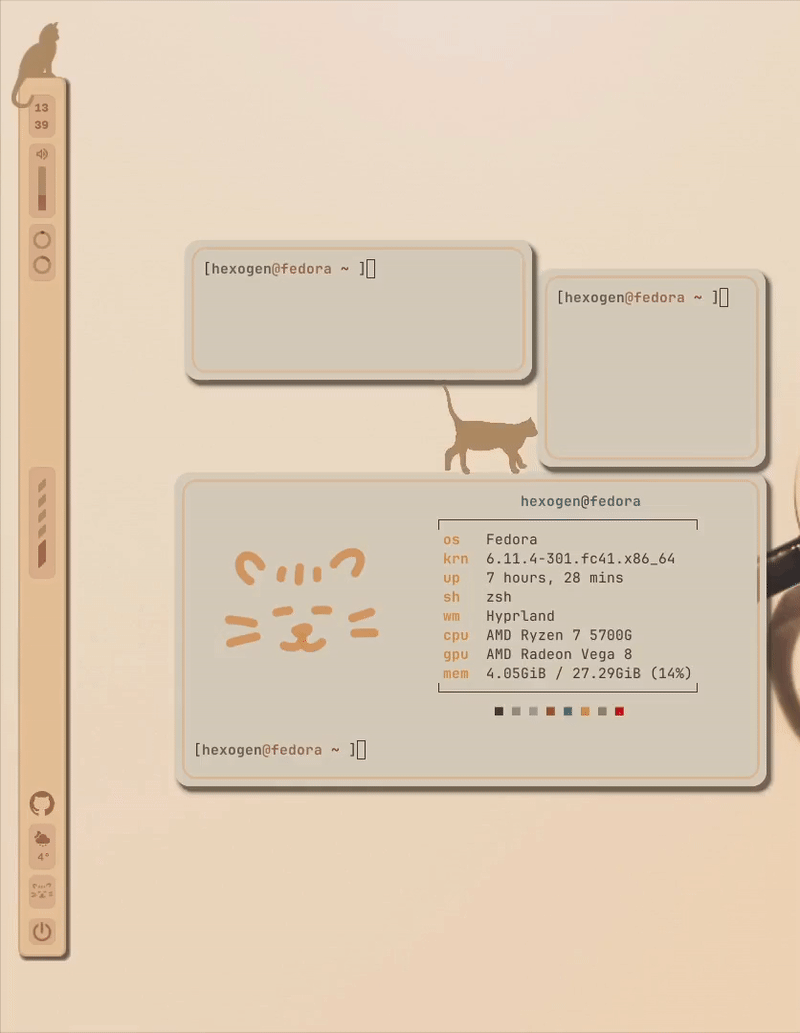 13
39
[hexogen@fedora ~ ]
[hexogen@fedora ~ ]
hexogen@fedora
os Fedora
krn 6.11.4-301.fc41.x86_64
up 7 hours, 28 mins
sh zsh
wm Hyprland
cpu AMD Ryzen 7 5700G
gpu AMD Radeon Vega 8
mem 4.05GiB / 27.29GiB (14%)
[hexogen@fedora ~ ]
4°